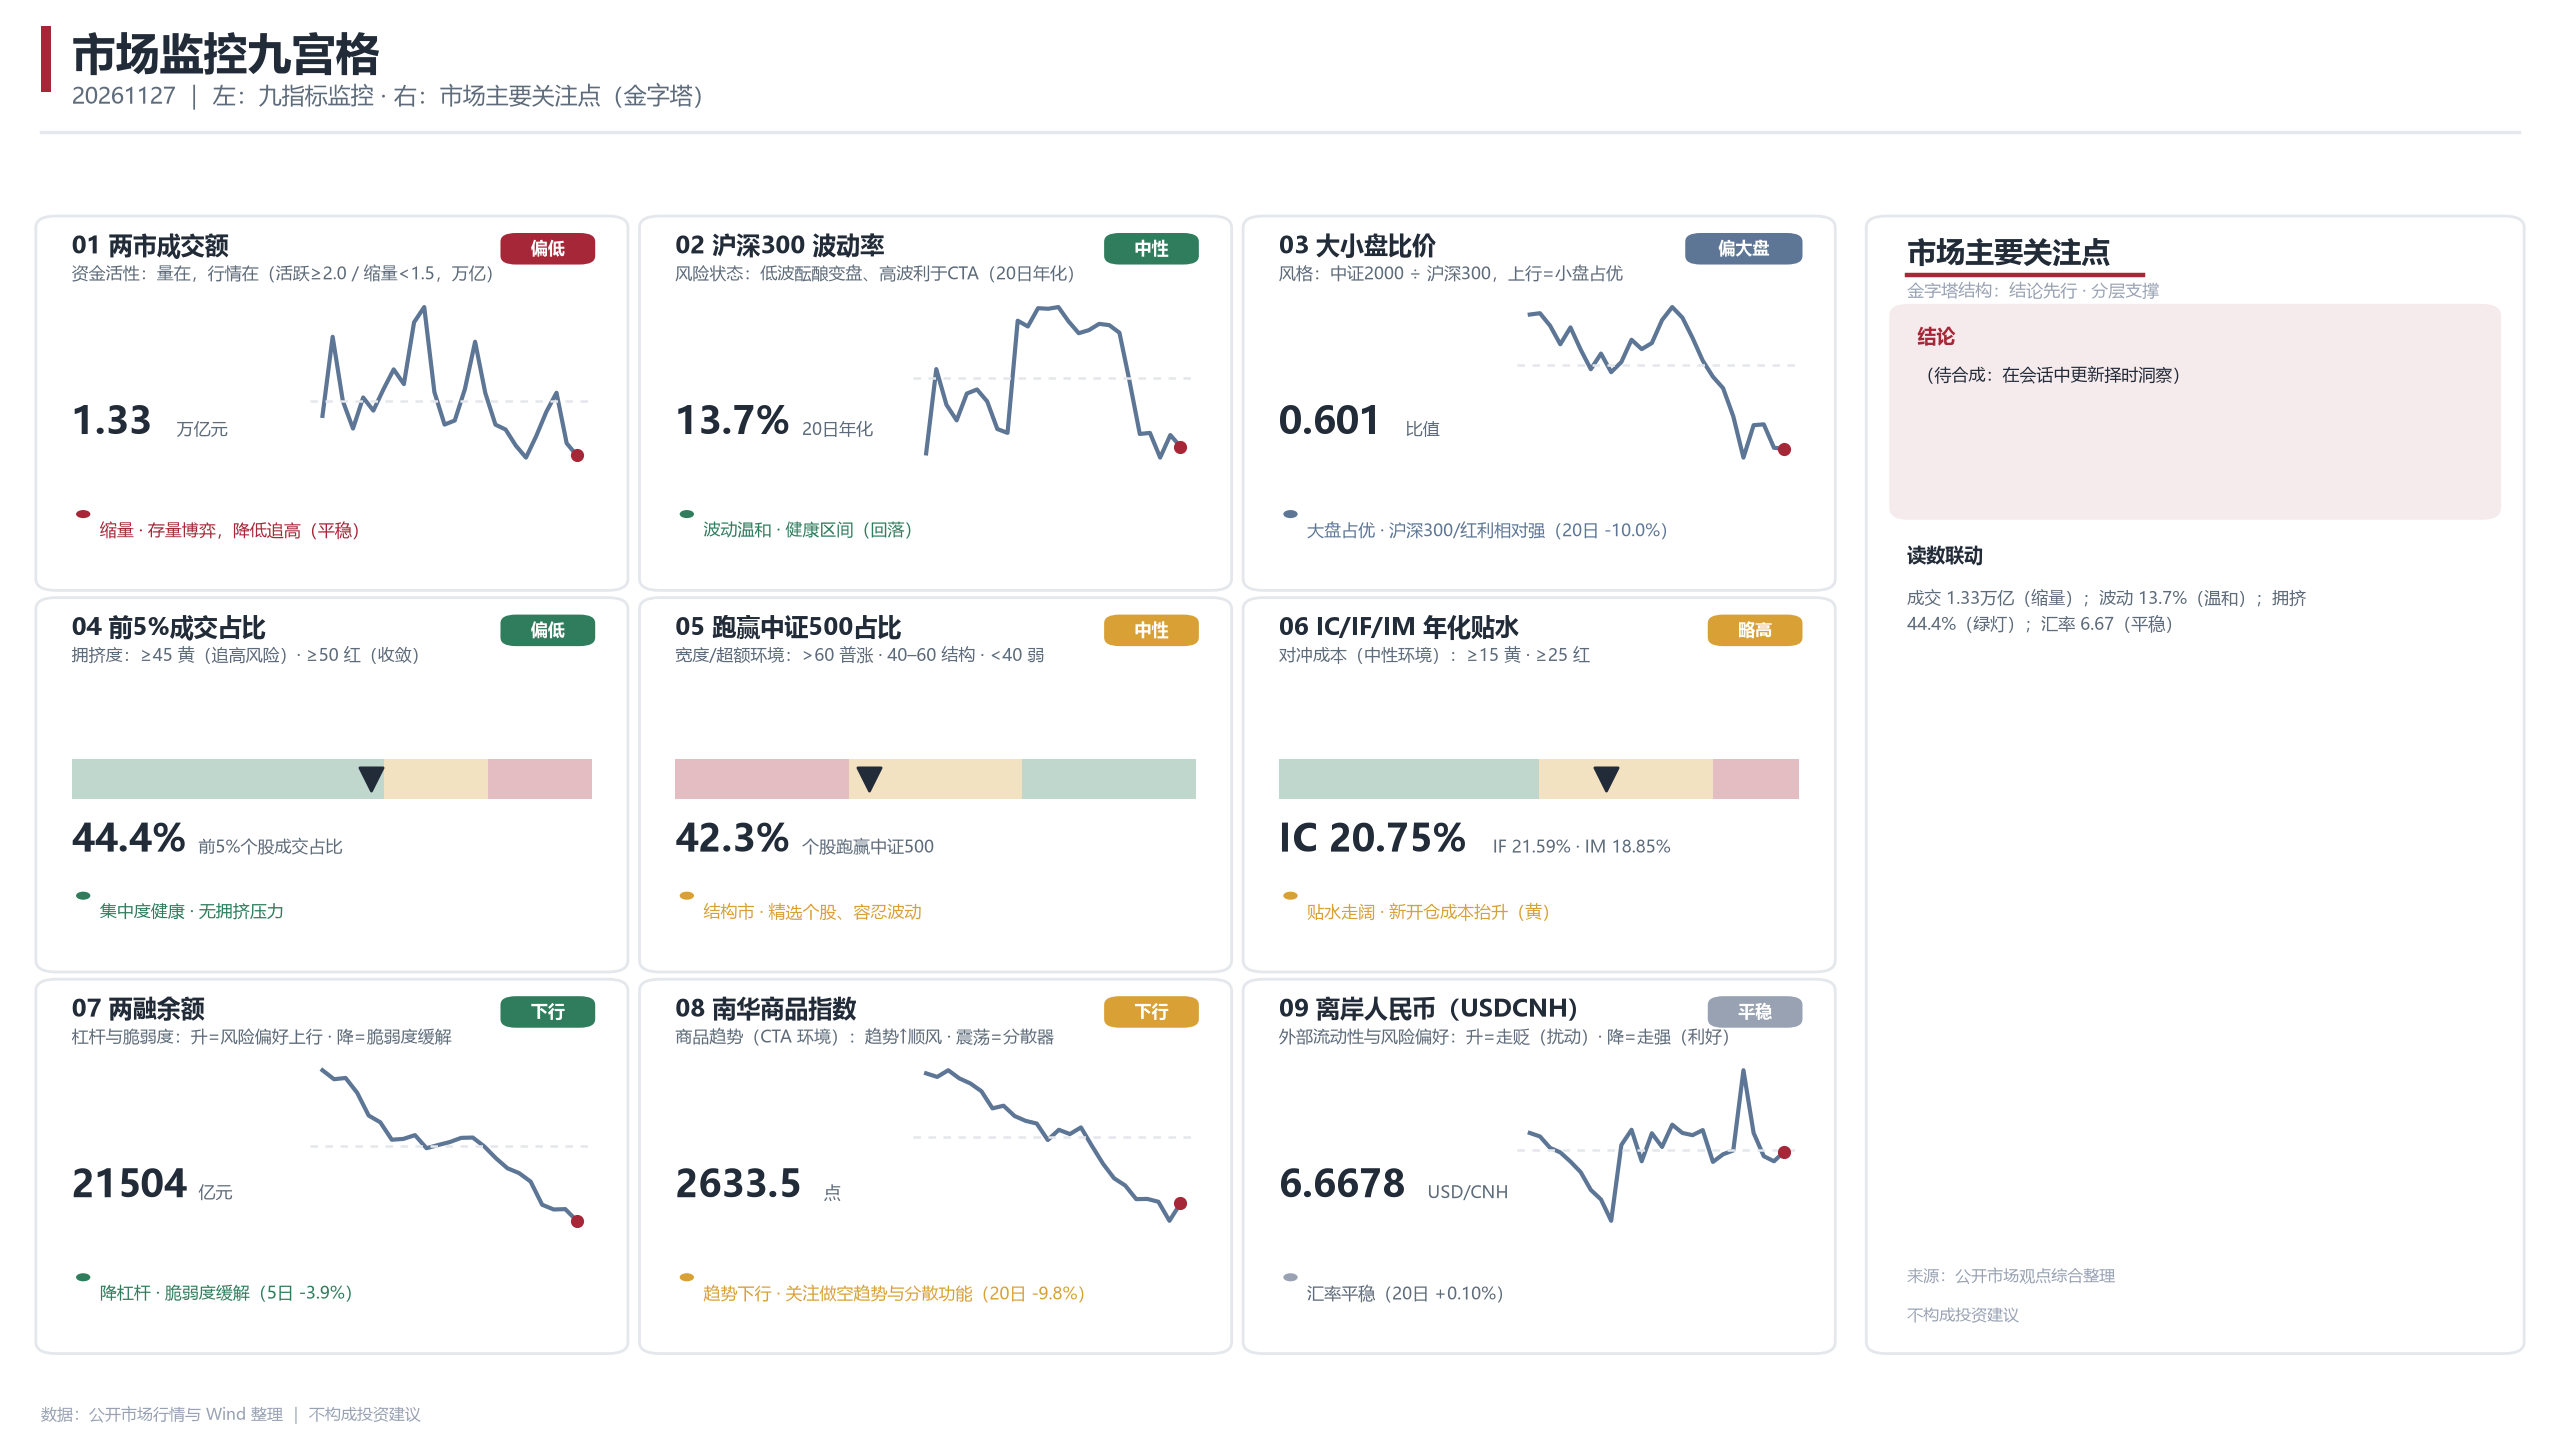 市场监控九宫格
20261127 | 左：九指标监控 · 右：市场主要关注点（金字塔）
01 两市成交额
偏低
资金活性：量在，行情在（活跃≥2.0 / 缩量<1.5，万亿）
1.33 万亿元
缩量 · 存量博弈，降低追高（平稳）
02 沪深300 波动率
中性
风险状态：低波酝酿变盘、高波利于CTA（20日年化）
13.7% 20日年化
波动温和 · 健康区间（回落）
03 大小盘比价
偏大盘
风格：中证2000 ÷ 沪深300，上行=小盘占优
0.601 比值
大盘占优 · 沪深300/红利相对强（20日 -10.0%）
04 前5%成交占比
偏低
拥挤度：≥45 黄（追高风险）· ≥50 红（收敛）
44.4% 前5%个股成交占比
集中度健康 · 无拥挤压力
05 跑赢中证500占比
中性
宽度/超额环境：>60 普涨 · 40–60 结构 · <40 弱
42.3% 个股跑赢中证500
结构市 · 精选个股、容忍波动
06 IC/IF/IM 年化贴水
略高
对冲成本（中性环境）：≥15 黄 · ≥25 红
IC 20.75% IF 21.59% · IM 18.85%
贴水走阔 · 新开仓成本抬升（黄）
07 两融余额
下行
杠杆与脆弱度：升=风险偏好上行 · 降=脆弱度缓解
21504 亿元
降杠杆 · 脆弱度缓解（5日 -3.9%）
08 南华商品指数
下行
商品趋势（CTA 环境）：趋势↑顺风 · 震荡=分散器
2633.5 点
趋势下行 · 关注做空趋势与分散功能（20日 -9.8%）
09 离岸人民币（USDCNH）
平稳
外部流动性与风险偏好：升=走贬（扰动）· 降=走强（利好）
6.6678 USD/CNH
汇率平稳（20日 +0.10%）
市场主要关注点
金字塔结构：结论先行 · 分层支撑
结论
（待合成：在会话中更新择时洞察）
读数联动
成交 1.33万亿（缩量）；波动 13.7%（温和）；拥挤
44.4%（绿灯）；汇率 6.67（平稳）
来源：公开市场观点综合整理
不构成投资建议
数据：公开市场行情与 Wind 整理 | 不构成投资建议